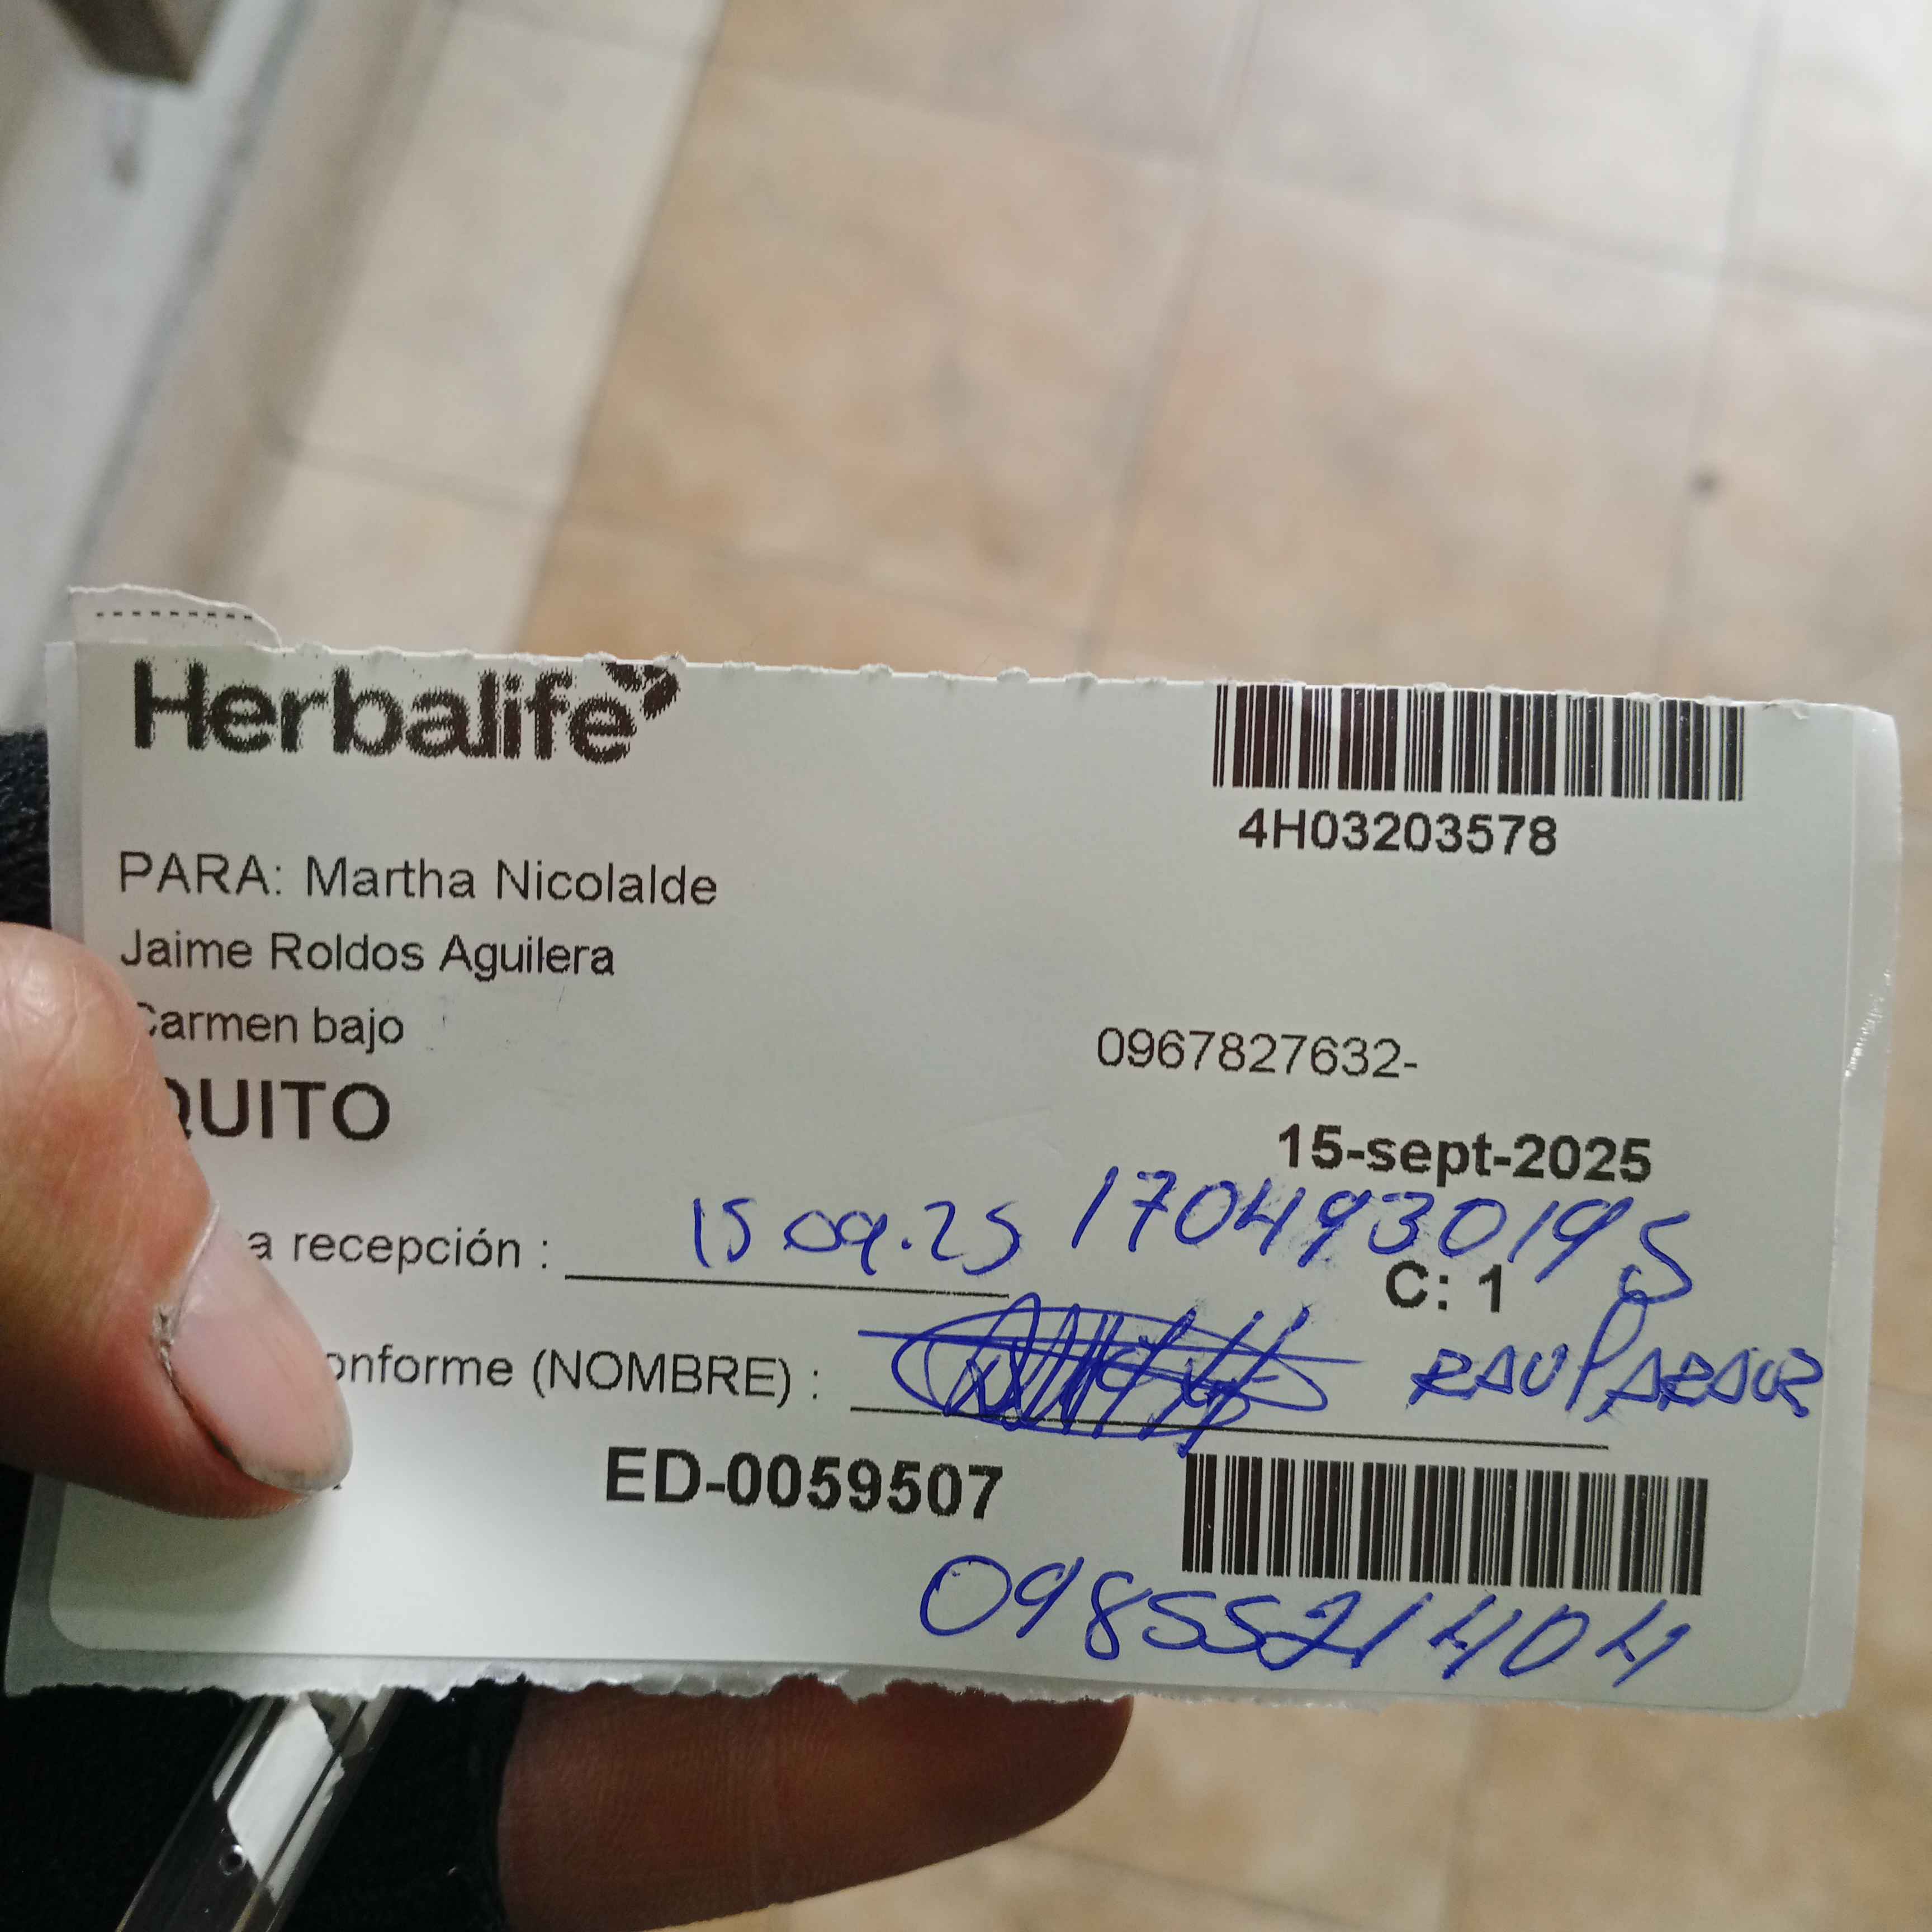 Herbalife
4H03203578
PARA: Martha Nicolalde
Jaime Roldos Aguilera
Carmen bajo
0967827632-
QUITO
15-sept-2025
a recepción : 15 09.25 1704930195
C: 1
onforme (NOMBRE) :
ED-0059507
0985521404